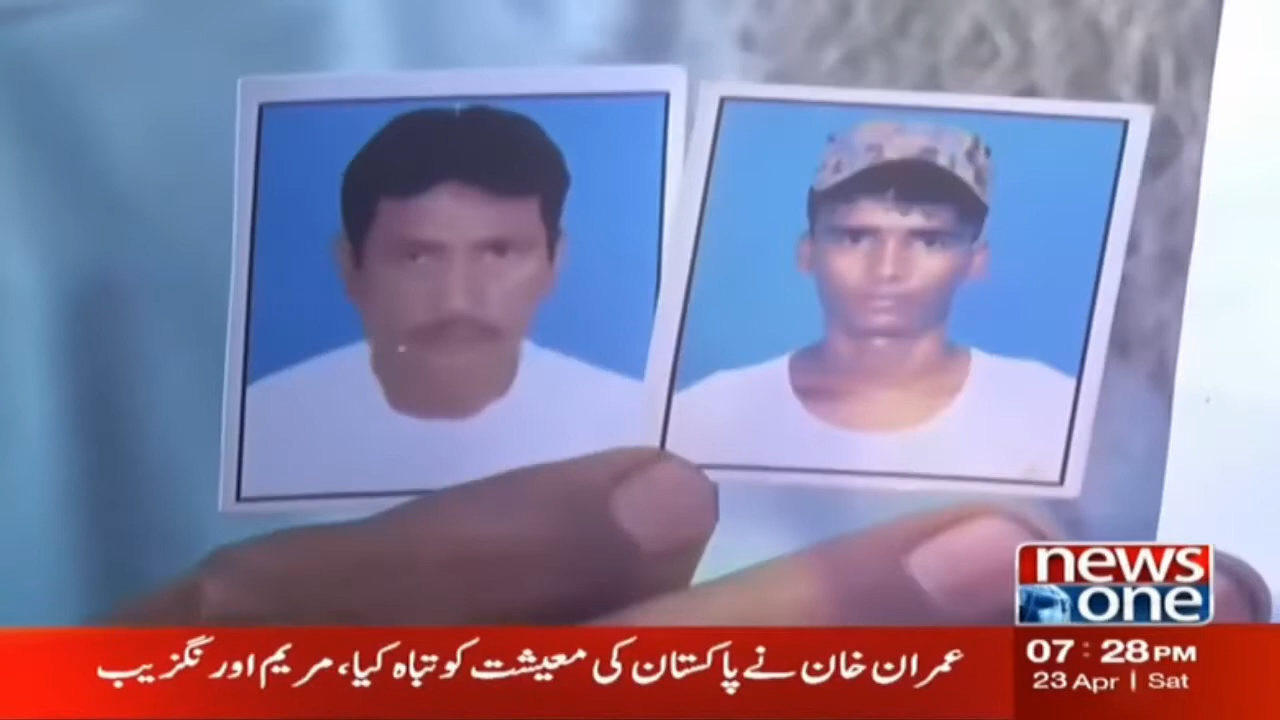 news
one
عمران خان نے پاکستان کی معیشت کو تباہ کیا، مریم اورنگزیب
07:28PM
23 Apr | Sat